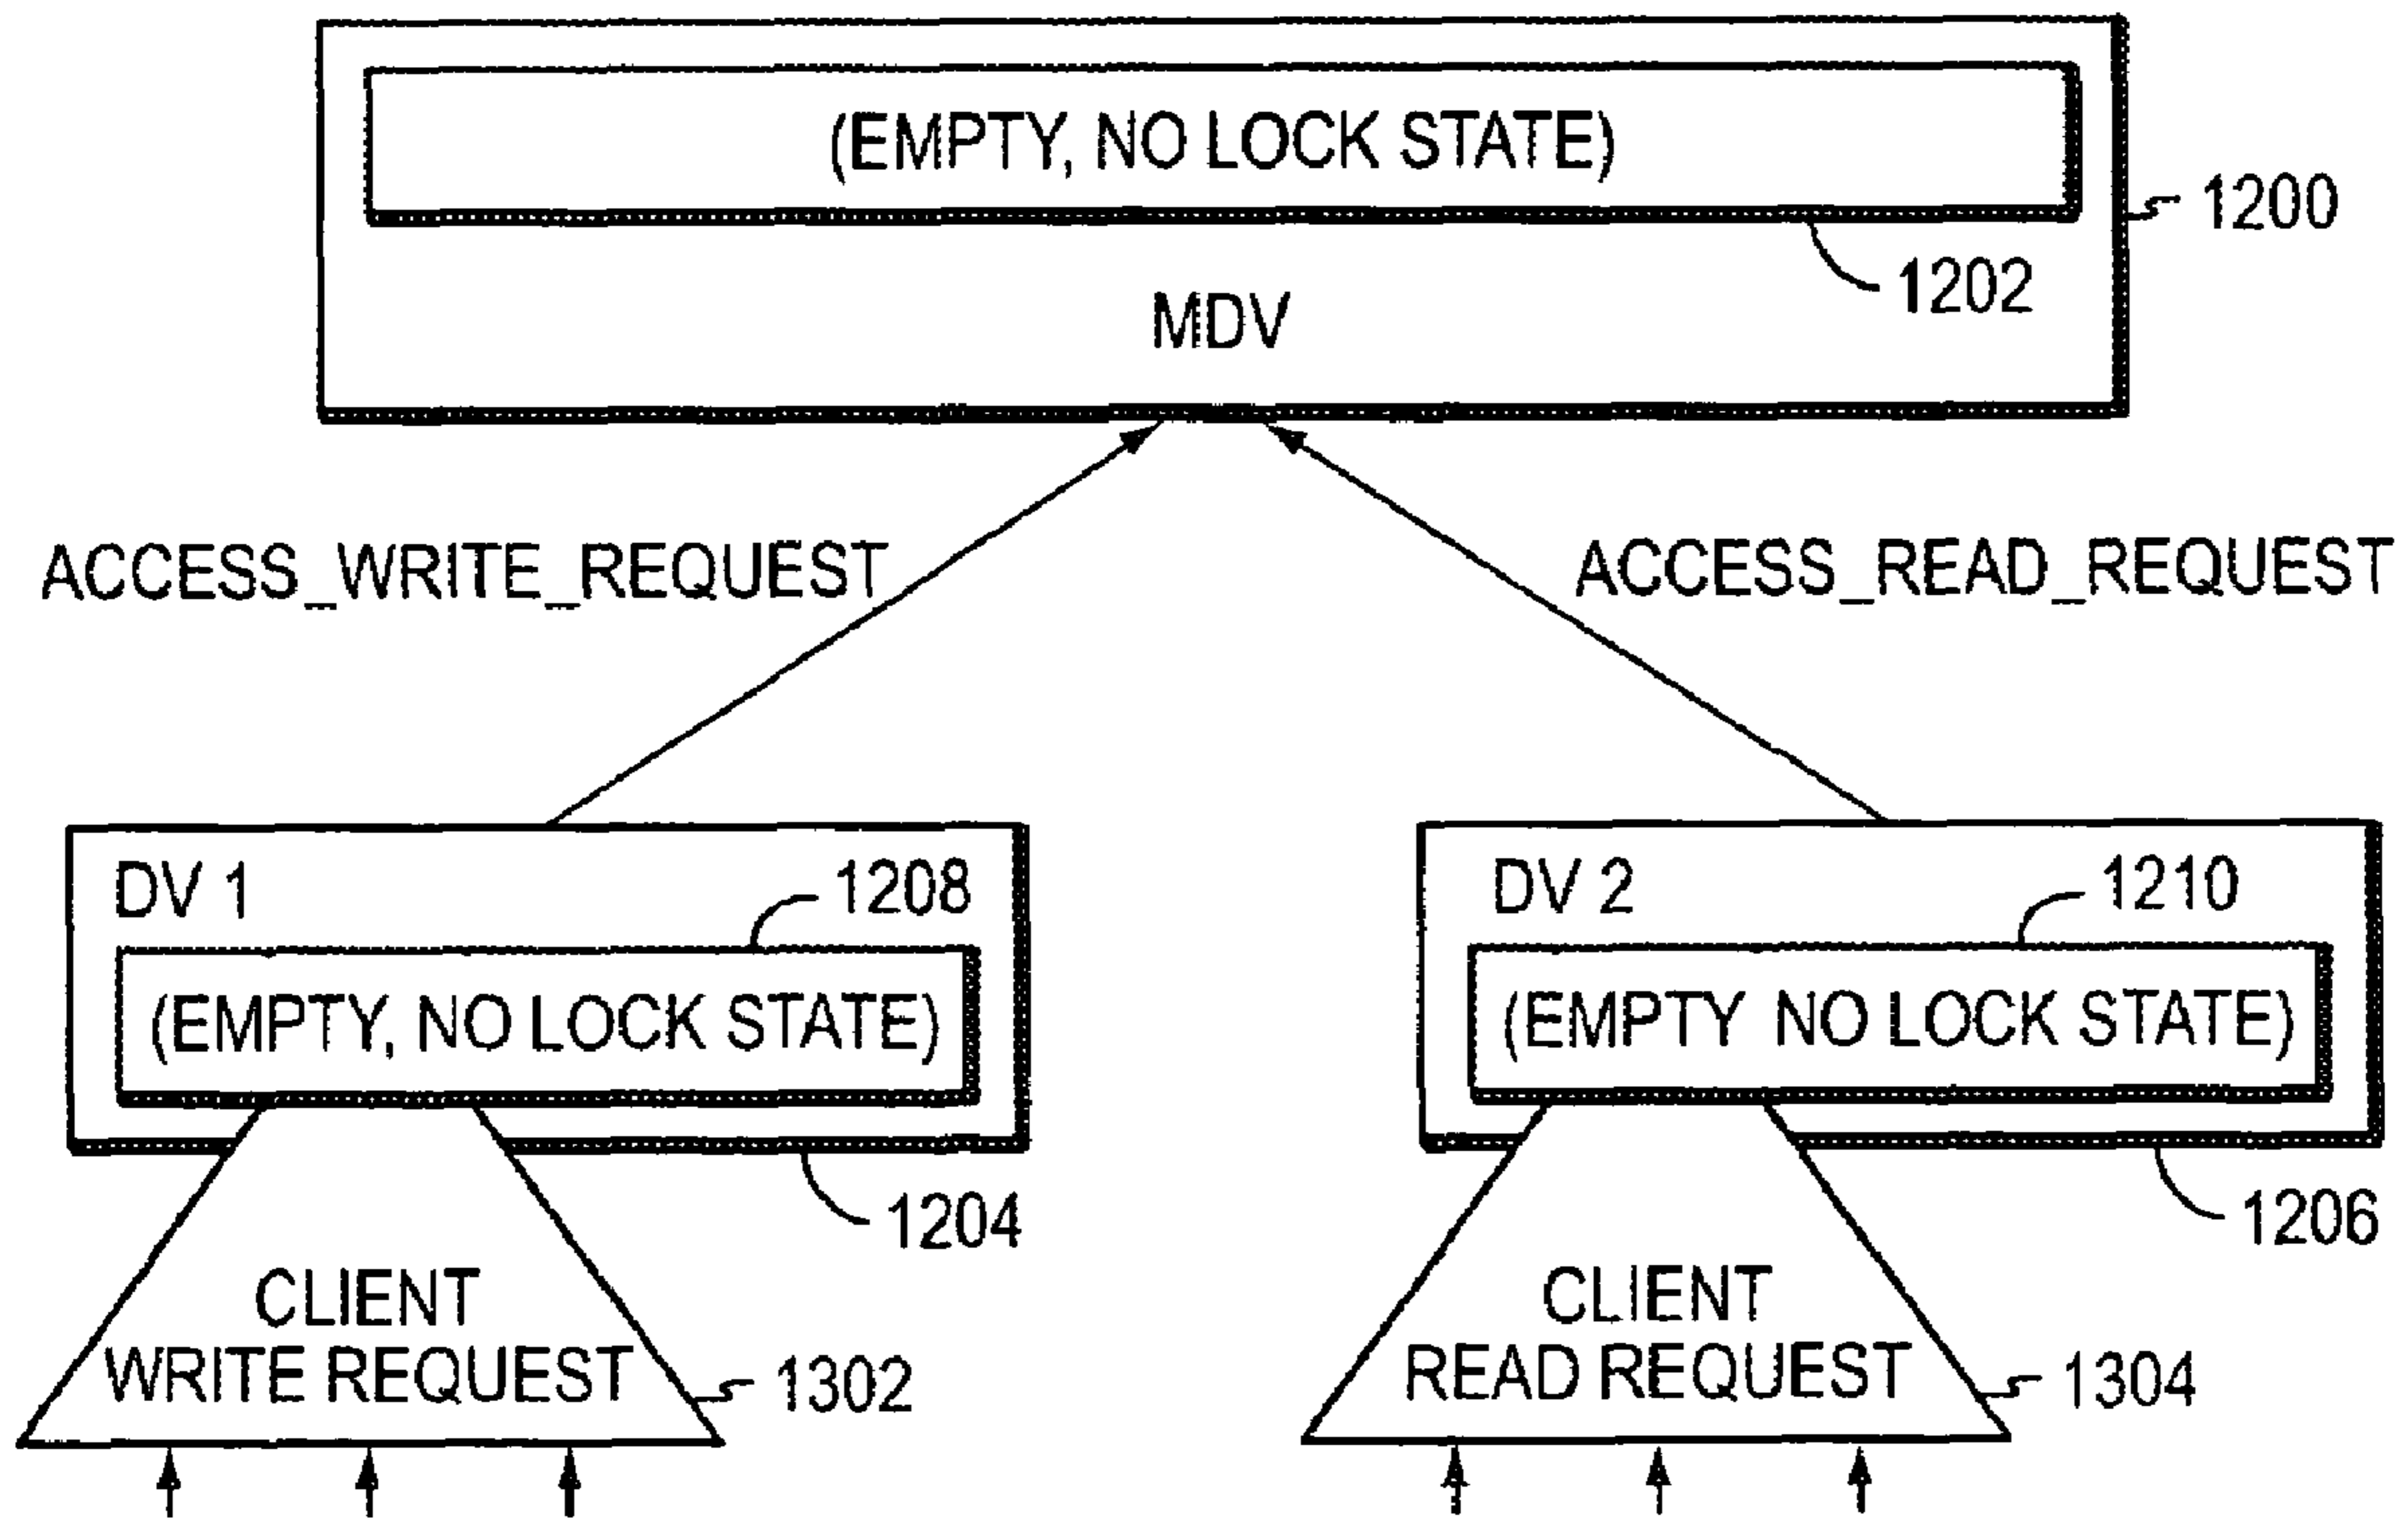 (EMPTY, NO LOCK STATE)
1200
1202
MDV
ACCESS_WRITE_REQUEST
ACCESS_READ_REQUEST
DV 1
1208
DV 2
1210
(EMPTY, NO LOCK STATE)
(EMPTY NO LOCK STATE)
1204
1206
CLIENT
WRITE REQUEST
1302
CLIENT
READ REQUEST
1304